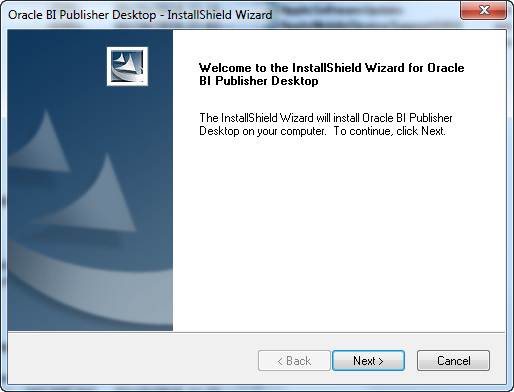 Oracle BI Publisher Desktop - InstallShield Wizard
Welcome to the InstallShield Wizard for Oracle
BI Publisher Desktop
The InstallShield Wizard will install Oracle BI Publisher
Desktop on your computer. To continue, click Next.
< Back
Next >
Cancel